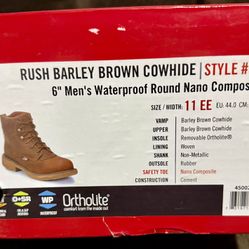 RUSH BARLEY BROWN COWHIDE | STYLE #
6" Men's Waterproof Round Nano Compos
SIZE / WIDTH: 11 EE EU: 44.0 CM:
VAMP Barley Brown Cowhide
UPPER Barley Brown Cowhide
INSOLE Removable Ortholite®
LINING Woven
SHANK Non-Metallic
OUTSOLE Rubber
SAFETY TOE Nano Composite
CONSTRUCTION Cement
WP
WATERPROOF
Ortholite®
comfort from the inside out